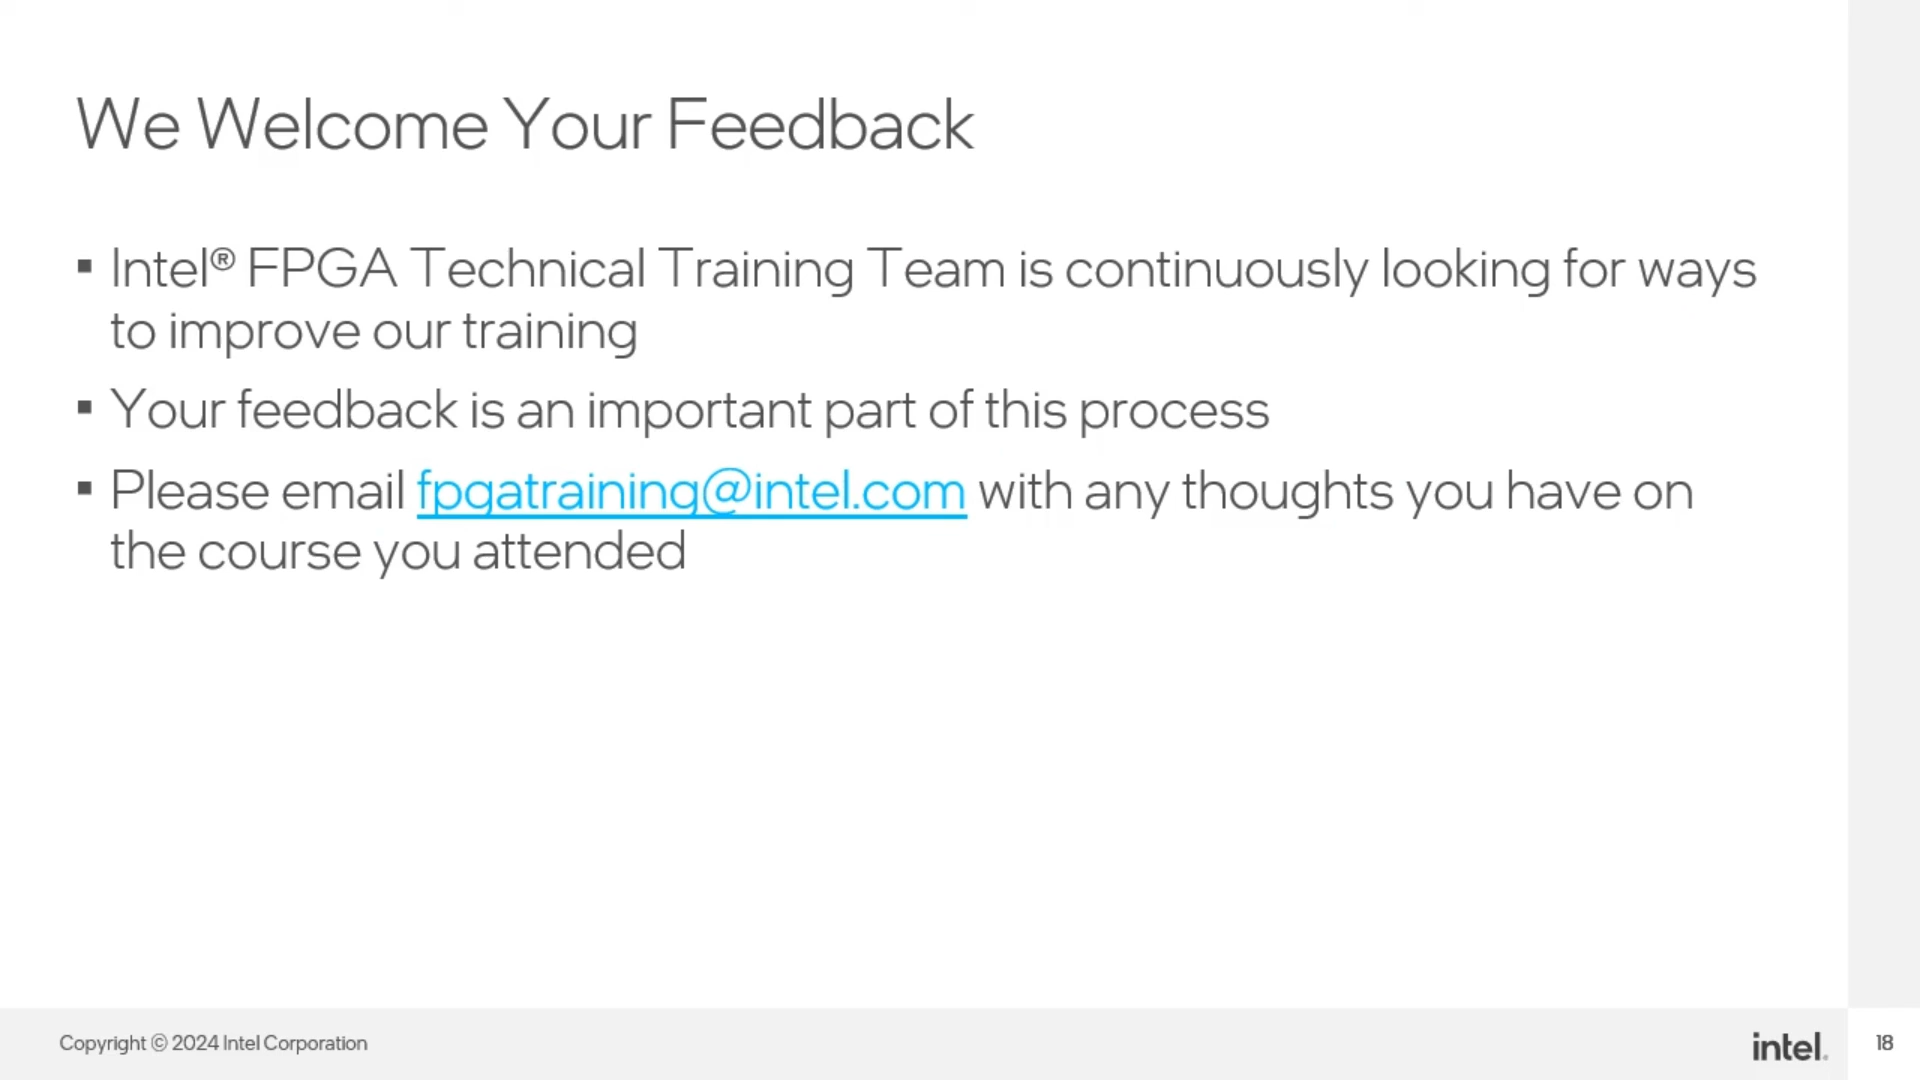 We Welcome Your Feedback
▪ Intel® FPGA Technical Training Team is continuously looking for ways
to improve our training
▪ Your feedback is an important part of this process
▪ Please email fpgatraining@intel.com with any thoughts you have on
the course you attended
Copyright © 2024 Intel Corporation
intel.
18